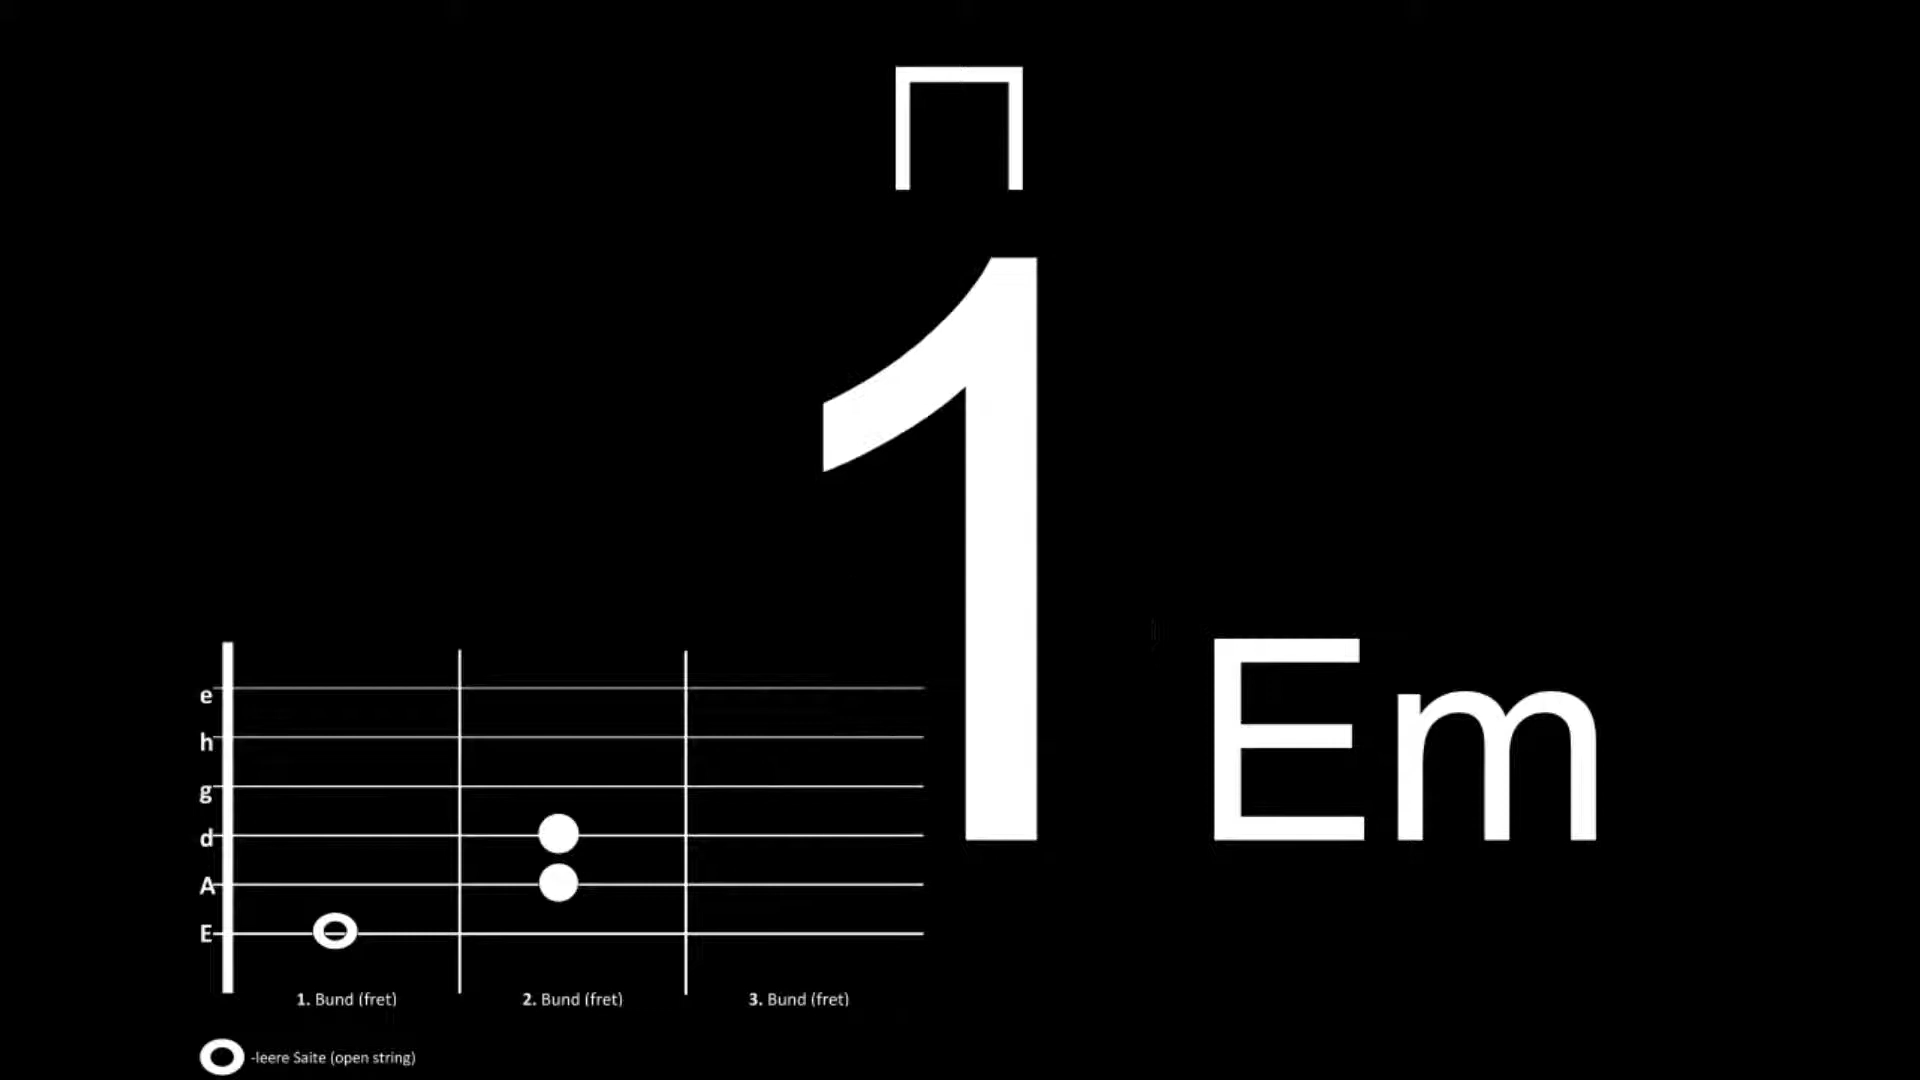 1
Em
e
h
g
d
A
E
1. Bund (fret) 2. Bund (fret) 3. Bund (fret)
-leere Saite (open string)